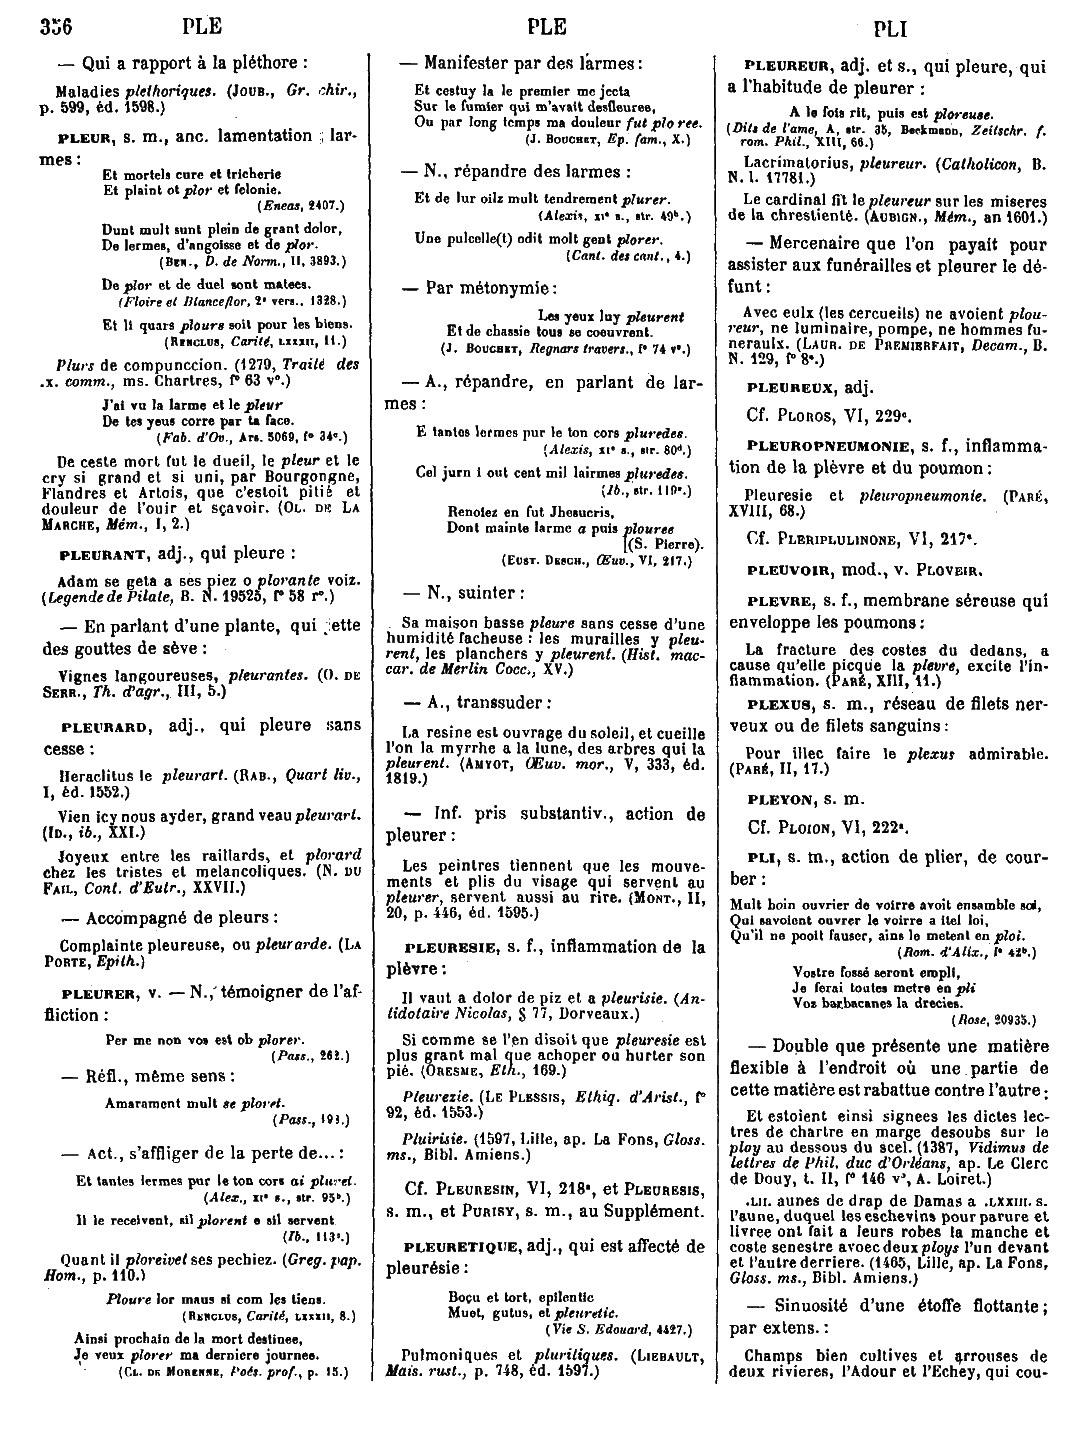 356 PLE PLE PLI
— Qui a rapport à la pléthore :
Maladies plethoriques. (JOUB., Gr. chir.,
p. 599, éd. 1598.)
PLEUR, s. m., anc. lamentation ; lar-
mes :
Et mortels cure et tricherie
Et plaint ot plor et felonie.
(Eneas, 2407.)
Dunt mult sunt plein de grant dolor,
De lermes, d'angoisse et de plor.
(BEN., D. de Norm., II, 3893.)
De plor et de duel sont matees.
(Floire et Blanceflor, 2e vers., 1328.)
Et li quars plours soit pour les biens.
(RENCLUS, Carité, LXXXII, 11.)
Plurs de compunccion. (1279, Traité des
.x. comm., ms. Chartres, f° 63 v°.)
J'ai vu la larme et le pleur
De tes yeus corre par ta face.
(Fab. d'Ov., Ars. 5069, f° 34c.)
De ceste mort fut le dueil, le pleur et le
cry si grand et si uni, par Bourgongne,
Flandres et Artois, que c'estoit pitié et
douleur de l'ouir et sçavoir. (OL. DE LA
MARCHE, Mém., I, 2.)
PLEURANT, adj., qui pleure :
Adam se geta a ses piez o plorante voiz.
(Legende de Pilate, B. N. 19525, f° 58 r°.)
— En parlant d'une plante, qui jette
des gouttes de sève :
Vignes langoureuses, pleurantes. (O. DE
SERR., Th. d'agr., III, 5.)
PLEURARD, adj., qui pleure sans
cesse :
Heraclitus le pleurart. (RAB., Quart liv.,
I, éd. 1552.)
Vien icy nous ayder, grand veau pleurart.
(ID., ib., XXI.)
Joyeux entre les raillards, et plorard
chez les tristes et melancoliques. (N. DU
FAIL, Cont. d'Eutr., XXVII.)
— Accompagné de pleurs :
Complainte pleureuse, ou pleurarde. (LA
PORTE, Epith.)
PLEURER, v. — N., témoigner de l'af-
fliction :
Per me non vos est ob plorer.
(Pass., 262.)
— Réfl., même sens :
Amarament mult se ploret.
(Pass., 193.)
— Act., s'affliger de la perte de... :
Et tantes lermes pur le ton cors ai pluret.
(Alex., XIe s., str. 95b.)
Il le receivent, sil plorent e sil servent
(Ib., 113c.)
Quant il ploreivet ses pechiez. (Greg. pap.
Hom., p. 110.)
Ploure lor maus si com les tiens.
(RENCLUS, Carité, LXXXII, 8.)
Ainsi prochain de la mort destinee,
Je veux plorer ma derniere journee.
(CL. DE MORENNE, Poés. prof., p. 15.)
— Manifester par des larmes :
Et cestuy la le premier me jecta
Sur le fumier qui m'avait desfleuree,
Ou par long temps ma douleur fut ploree.
(J. BOUCHET, Ep. fam., X.)
— N., répandre des larmes :
Et de lur oilz mult tendrement plurer.
(Alexis, XIe s., str. 49b.)
Une pulcelle(t) odit molt gent plorer.
(Cant. des cant., 4.)
— Par métonymie :
Les yeux luy pleurent
Et de chassie tous se coeuvrent.
(J. BOUCHET, Regnars travers., f° 74 v°.)
— A., répandre, en parlant de lar-
mes :
E tantes lermes pur le ton cors pluredes.
(Alexis, XIe s., str. 80d.)
Cel jurn i out cent mil lairmes pluredes.
(Ib., str. 119e.)
Renoiez en fut Jhesucris,
Dont mainte larme a puis plouree
[(S. Pierre).
(EUST. DESCH., Œuv., VI, 217.)
— N., suinter :
Sa maison basse pleure sans cesse d'une
humidité facheuse : les murailles y pleu-
rent, les planchers y pleurent. (Hist. mac-
car. de Merlin Cocc., XV.)
— A., transsuder :
La resine est ouvrage du soleil, et cueille
l'on la myrrhe a la lune, des arbres qui la
pleurent. (AMYOT, Œuv. mor., V, 333, éd.
1819.)
— Inf. pris substantiv., action de
pleurer :
Les peintres tiennent que les mouve-
ments et plis du visage qui servent au
pleurer, servent aussi au rire. (MONT., II,
20, p. 446, éd. 1595.)
PLEURESIE, s. f., inflammation de la
plèvre :
Il vaut a dolor de piz et a pleurisie. (An-
tidotaire Nicolas, § 77, Dorveaux.)
Si comme se l'en disoit que pleuresie est
plus grant mal que achoper ou hurter son
pié. (ORESME, Eth., 169.)
Pleurezie. (LE PLESSIS, Ethiq. d'Arist., f°
92, éd. 1553.)
Pluirisie. (1597, Lille, ap. La Fons, Gloss.
ms., Bibl. Amiens.)
Cf. PLEURESIN, VI, 218a, et PLEURESIS,
s. m., et PURISY, s. m., au Supplément.
PLEURETIQUE, adj., qui est affecté de
pleurésie :
Boçu et tort, epilentic
Muet, gutus, et pleuretic.
(Vie S. Edouard, 4427.)
Pulmoniques et pluritiques. (LIEBAULT,
Mais. rust., p. 748, éd. 1597.)
PLEUREUR, adj. et s., qui pleure, qui
a l'habitude de pleurer :
A le fois rit, puis est ploreuse.
(Dits de l'ame, A, str. 35, Beekmson, Zeitschr. f.
rom. Phil., XIII, 66.)
Lacrimatorius, pleureur. (Catholicon, B.
N. l. 17781.)
Le cardinal fit le pleureur sur les miseres
de la chrestienté. (AUBIGN., Mém., an 1601.)
— Mercenaire que l'on payait pour
assister aux funérailles et pleurer le dé-
funt :
Avec eulx (les cercueils) ne avoient plou-
reur, ne luminaire, pompe, ne hommes fu-
neraulx. (LAUR. DE PREMIERFAIT, Decam., B.
N. 129, f° 8c.)
PLEUREUX, adj.
Cf. PLOROS, VI, 229c.
PLEUROPNEUMONIE, s. f., inflamma-
tion de la plèvre et du poumon :
Pleuresie et pleuropneumonie. (PARÉ,
XVIII, 68.)
Cf. PLERIPLULINONE, VI, 217a.
PLEUVOIR, mod., v. PLOVEIR.
PLEVRE, s. f., membrane séreuse qui
enveloppe les poumons :
La fracture des costes du dedans, a
cause qu'elle picque la plevre, excite l'in-
flammation. (PARÉ, XIII, 11.)
PLEXUS, s. m., réseau de filets ner-
veux ou de filets sanguins :
Pour illec faire le plexus admirable.
(PARÉ, II, 17.)
PLEYON, s. m.
Cf. PLOION, VI, 222a.
PLI, s. m., action de plier, de cour-
ber :
Mult boin ouvrier de voirre avoit ensamble soi,
Qui savoient ouvrer le voirre a itel loi,
Qu'il ne pooit fauser, ains le metent en ploi.
(Rom. d'Alix., f° 42b.)
Vostre fossé seront empli,
Je ferai toutes metre en pli
Voz barbacanes la drecies.
(Rose, 20935.)
— Double que présente une matière
flexible à l'endroit où une partie de
cette matière est rabattue contre l'autre :
Et estoient einsi signees les dictes lec-
tres de chartre en marge desoubs sur le
ploy au dessous du scel. (1387, Vidimus de
lettres de Phil. duc d'Orléans, ap. Le Clerc
de Douy, t. II, f° 146 v°, A. Loiret.)
.LII. aunes de drap de Damas a .LXXIII. s.
l'aune, duquel les eschevins pour parure et
livree ont fait a leurs robes la manche et
coste senestre avoec deux ploys l'un devant
et l'autre derriere. (1465, Lille, ap. La Fons,
Gloss. ms., Bibl. Amiens.)
— Sinuosité d'une étoffe flottante ;
par extens. :
Champs bien cultives et arrouses de
deux rivieres, l'Adour et l'Echey, qui cou-